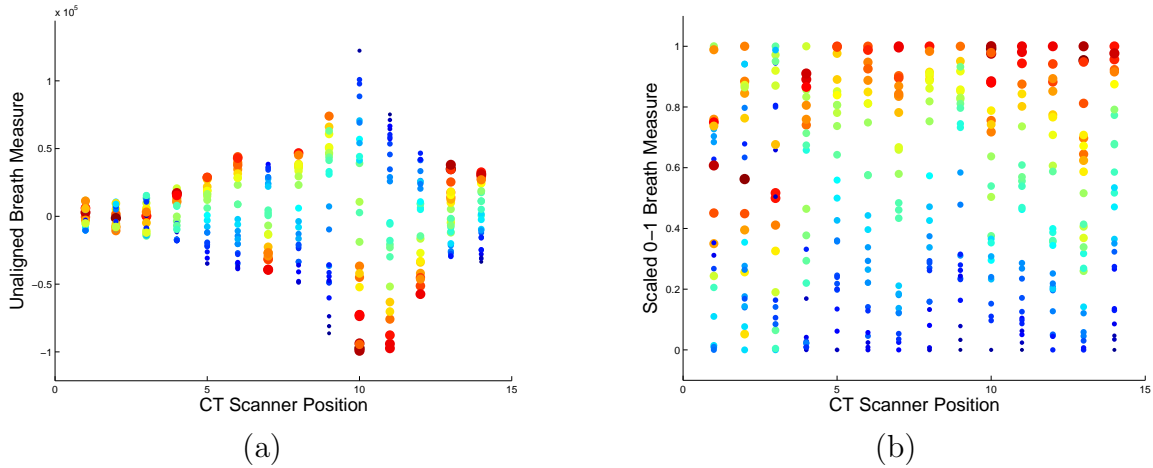 x 10⁵
1
0.5
0
−0.5
−1
0
5
10
15
Unaligned Breath Measure
CT Scanner Position
(a)
1
0.8
0.6
0.4
0.2
0
0
5
10
15
Scaled 0−1 Breath Measure
CT Scanner Position
(b)